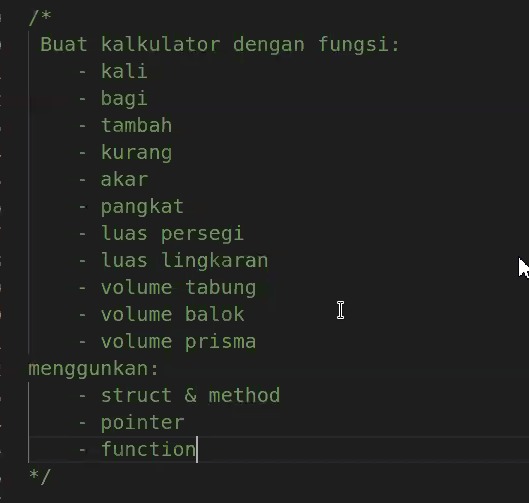 /*
Buat kalkulator dengan fungsi:
- kali
- bagi
- tambah
- kurang
- akar
- pangkat
- luas persegi
- luas lingkaran
- volume tabung
- volume balok
- volume prisma
menggunkan:
- struct & method
- pointer
- function
*/